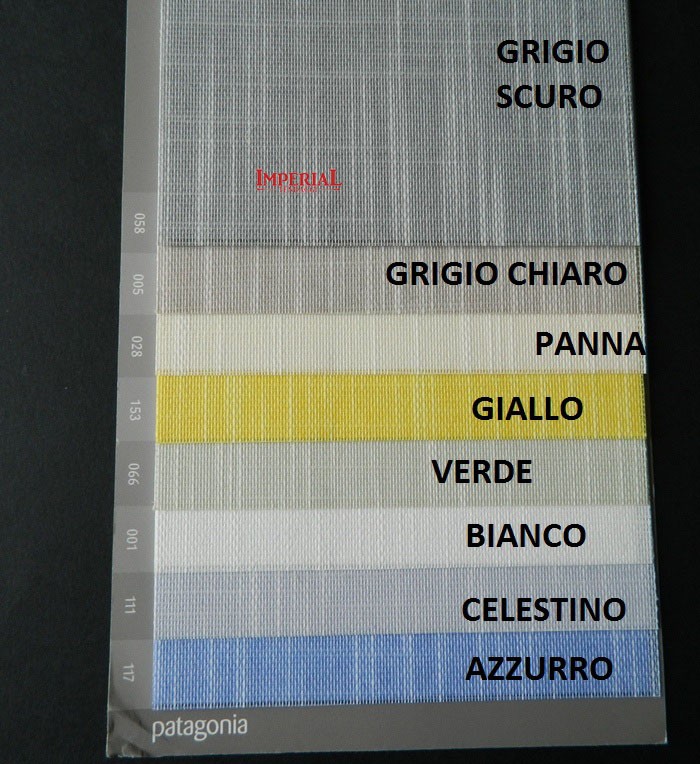 GRIGIO
SCURO
IMPERIAL
058
GRIGIO CHIARO
005
PANNA
028
GIALLO
153
VERDE
066
BIANCO
001
CELESTINO
111
AZZURRO
117
patagonia